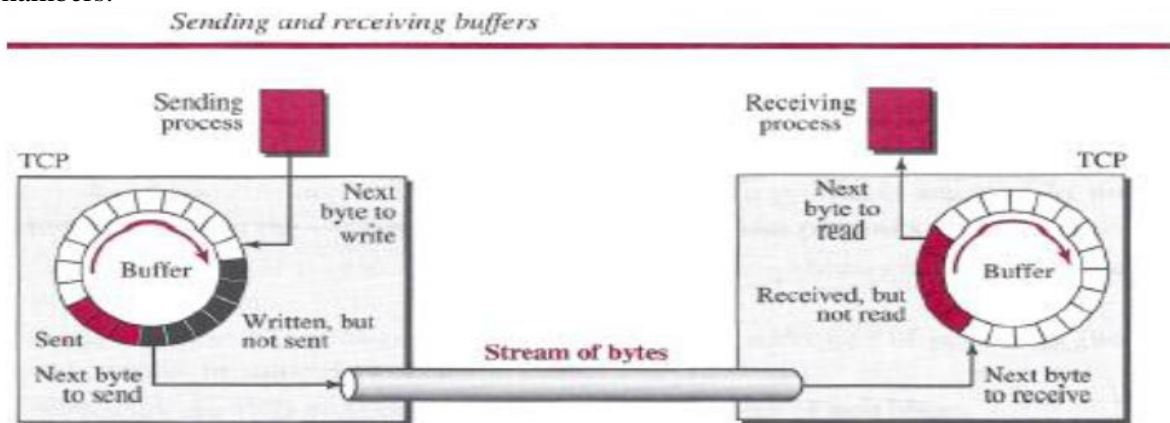 Sending and receiving buffers
Sending
process
TCP
Next
byte to
write
Buffer
Sent
Written, but
not sent
Next byte
to send
Stream of bytes
Receiving
process
TCP
Next
byte to
read
Buffer
Received, but
not read
Next byte
to receive